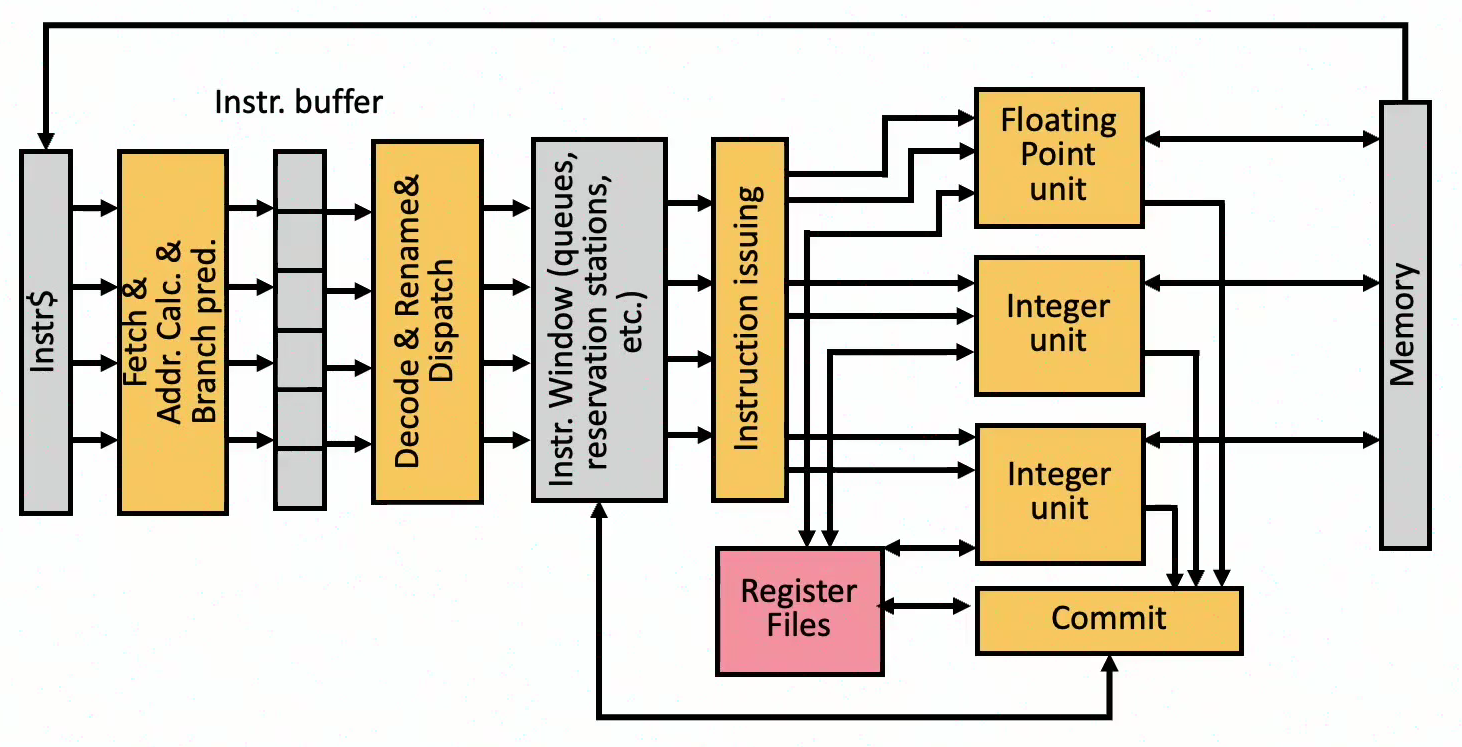 Instr. buffer
Instr$
Fetch &
Addr. Calc. &
Branch pred.
Decode & Rename&
Dispatch
Instr. Window (queues,
reservation stations,
etc.)
Instruction issuing
Floating
Point
unit
Integer
unit
Integer
unit
Memory
Register
Files
Commit